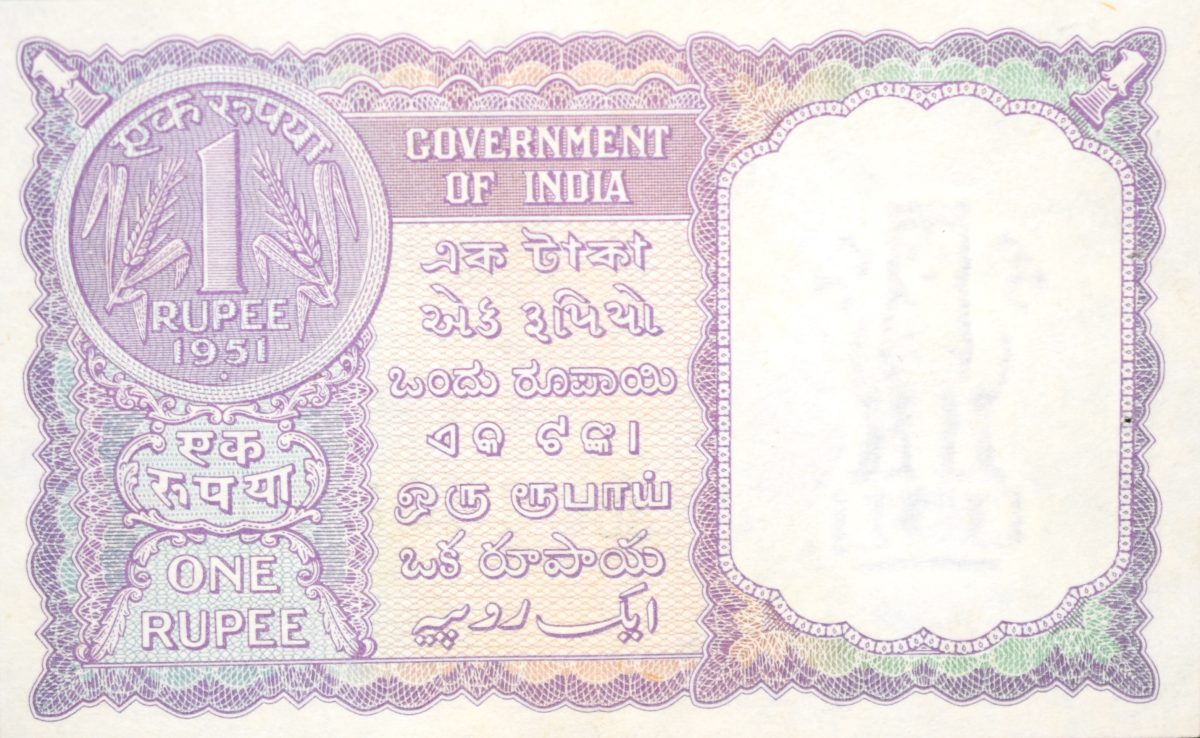 एक रुपया
1
RUPEE
1951
एक
रुपया
ONE
RUPEE
GOVERNMENT
OF INDIA
এক টাকা
એક રૂપિયો
ಒಂದು ರೂಪಾಯಿ
ଏକ ଟଙ୍କା
ஒரு ரூபாய்
ఒక రూపాయ
ایک روپیہ